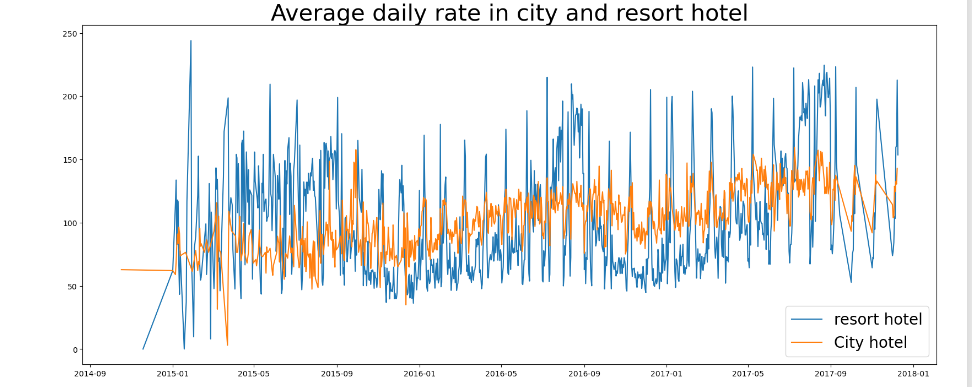 Average daily rate in city and resort hotel
250
200
150
100
50
0
2014-09 2015-01 2015-05 2015-09 2016-01 2016-05 2016-09 2017-01 2017-05 2017-09 2018-01
resort hotel
City hotel